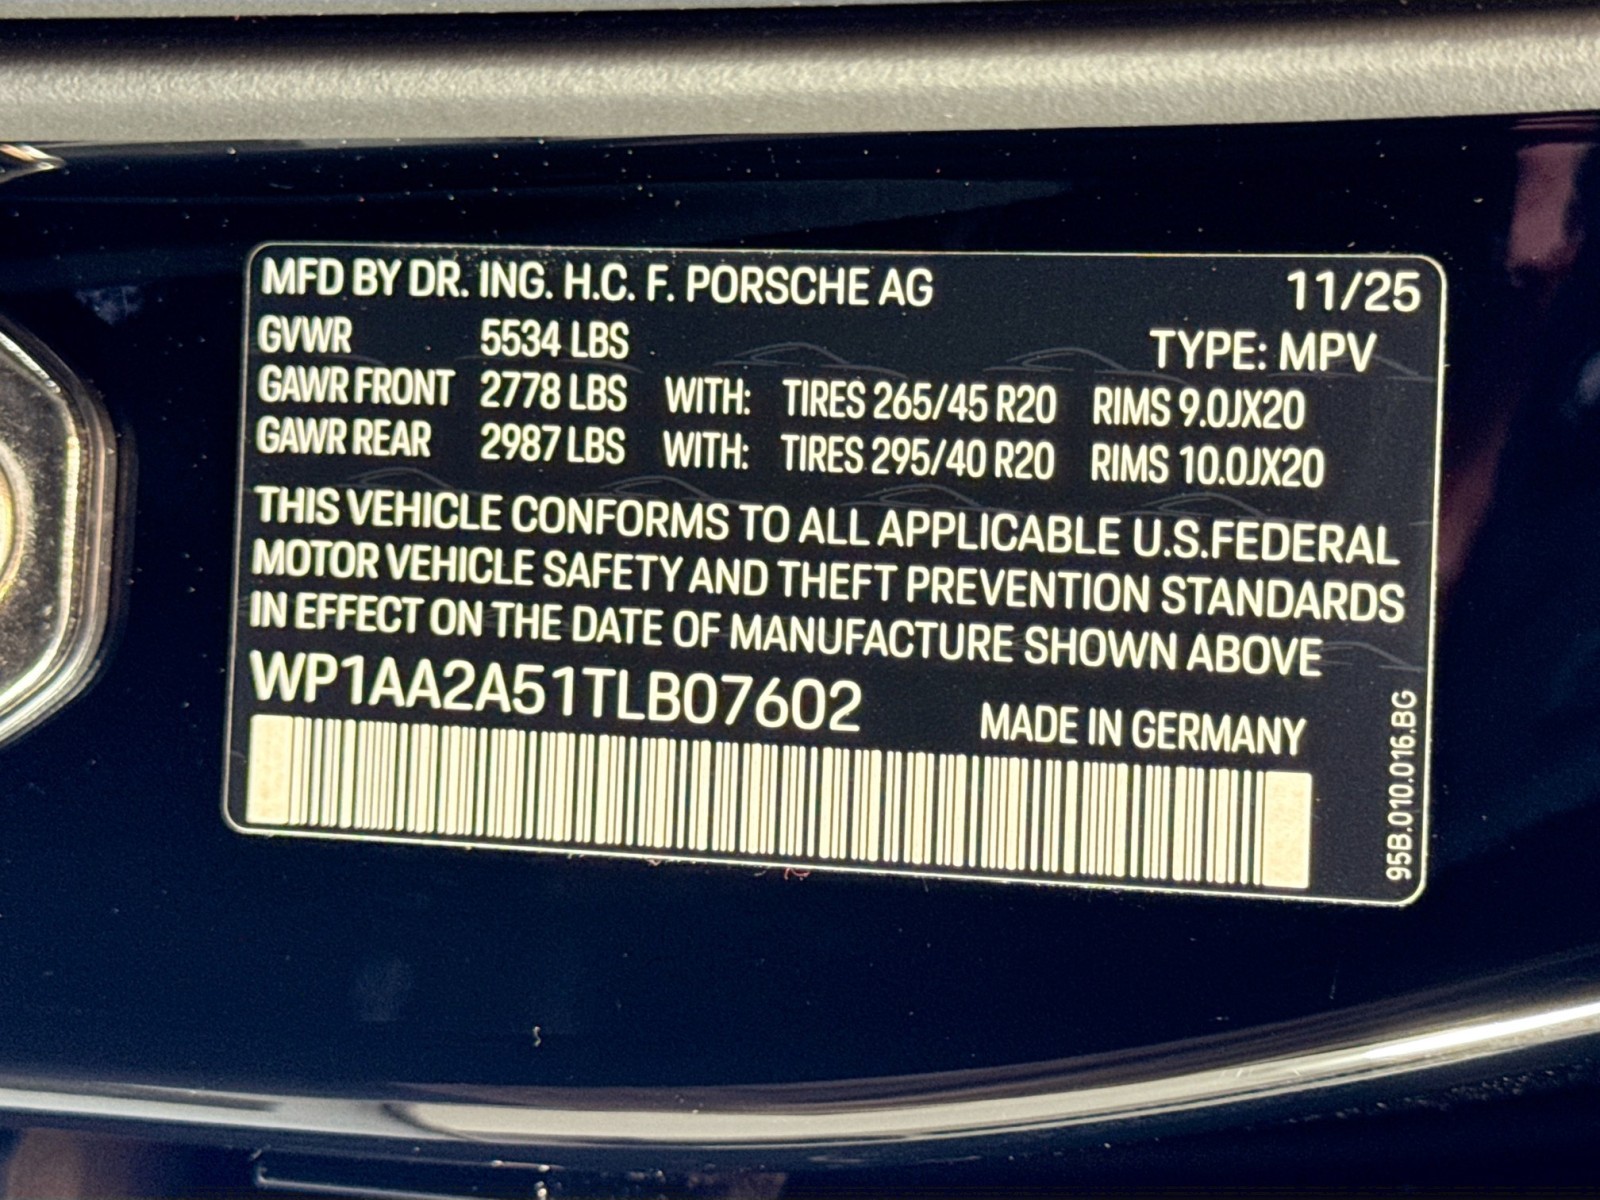 MFD BY DR. ING. H.C. F. PORSCHE AG 11/25
GVWR 5534 LBS TYPE: MPV
GAWR FRONT 2778 LBS WITH: TIRES 265/45 R20 RIMS 9.0JX20
GAWR REAR 2987 LBS WITH: TIRES 295/40 R20 RIMS 10.0JX20
THIS VEHICLE CONFORMS TO ALL APPLICABLE U.S.FEDERAL
MOTOR VEHICLE SAFETY AND THEFT PREVENTION STANDARDS
IN EFFECT ON THE DATE OF MANUFACTURE SHOWN ABOVE
WP1AA2A51TLB07602
MADE IN GERMANY
95B.010.016.BG